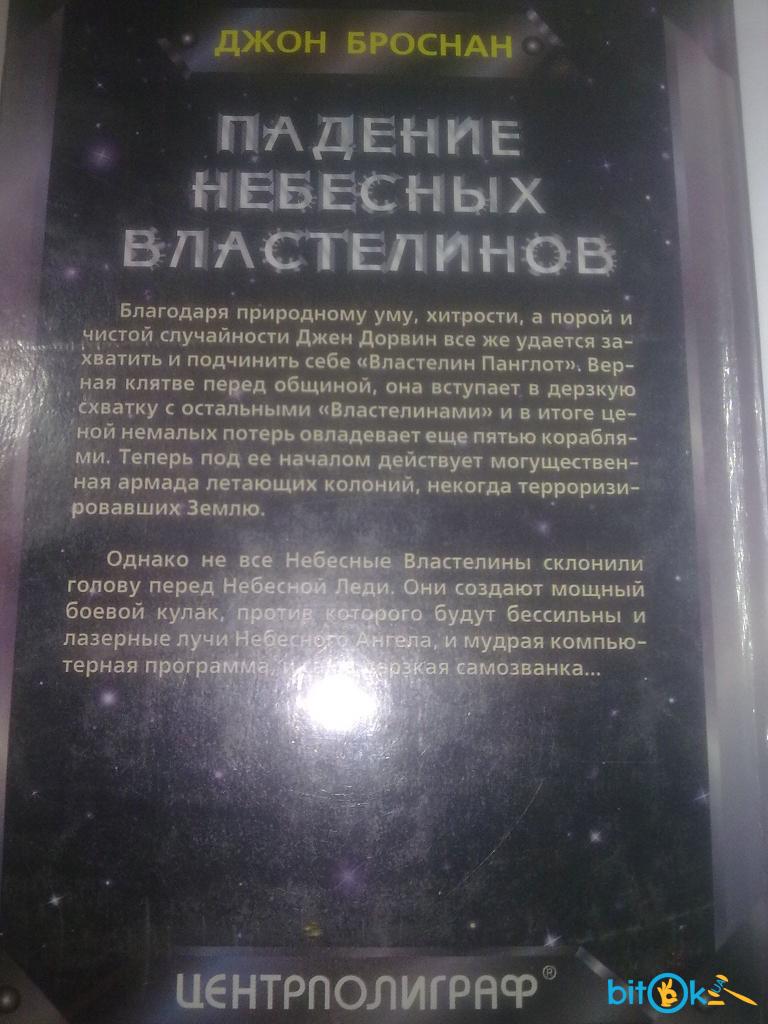 ДЖОН БРОСНАН
ПАДЕНИЕ
НЕБЕСНЫХ
ВЛАСТЕЛИНОВ
Благодаря природному уму, хитрости, а порой и
чистой случайности Джен Дорвин все же удается за-
хватить и подчинить себе «Властелин Панглот». Вер-
ная клятве перед общиной, она вступает в дерзкую
схватку с остальными «Властелинами» и в итоге це-
ной немалых потерь овладевает еще пятью корабля-
ми. Теперь под ее началом действует могуществен-
ная армада летающих колоний, некогда терроризи-
ровавших Землю.
Однако не все Небесные Властелины склонили
голову перед Небесной Леди. Они создают мощный
боевой кулак, против которого будут бессильны и
лазерные лучи Небесного Ангела, и мудрая компью-
терная программа, и сама дерзкая самозванка...
ЦЕНТРПОЛИГРАФ®
bitOk UA